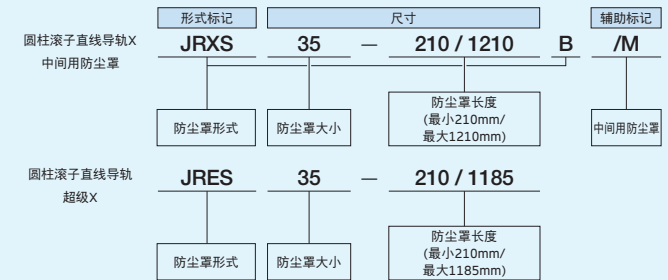 形式标记 尺寸 辅助标记
圆柱滚子直线导轨X
中间用防尘罩
JRXS 35 — 210 / 1210 B /M
防尘罩形式 防尘罩大小 防尘罩长度
(最小210mm/
最大1210mm) 中间用防尘罩
圆柱滚子直线导轨
超级X
JRES 35 — 210 / 1185
防尘罩形式 防尘罩大小 防尘罩长度
(最小210mm/
最大1185mm)